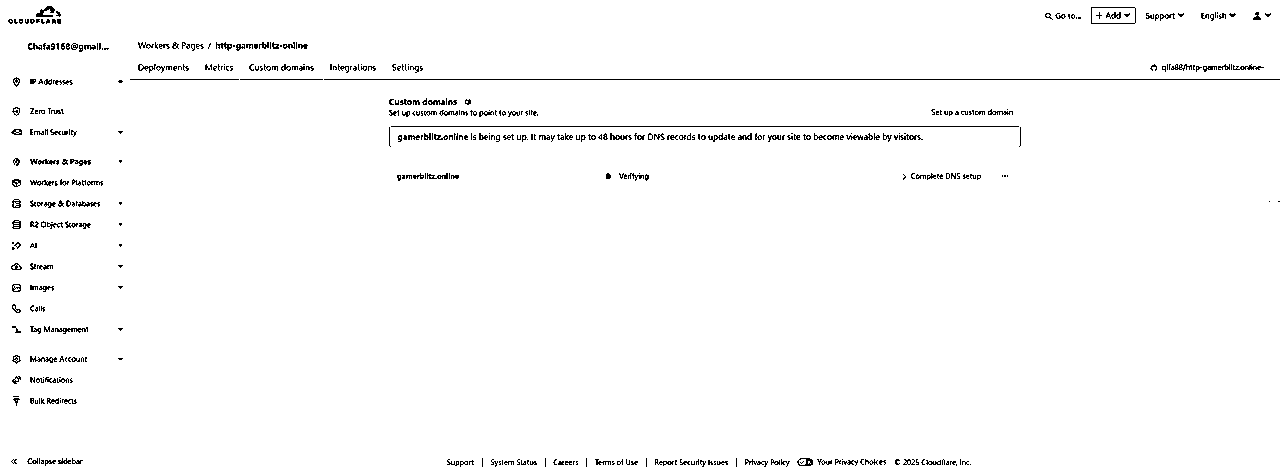 CLOUDFLARE
Go to...
+ Add
Support
English
Chafa9168@gmail...
Workers & Pages / http-gamerblitz-online
Deployments
Metrics
Custom domains
Integrations
Settings
qlfa88/http-gamerblitz.online-
IP Addresses
Zero Trust
Email Security
Workers & Pages
Workers for Platforms
Storage & Databases
R2 Object Storage
AI
Stream
Images
Calls
Tag Management
Manage Account
Notifications
Bulk Redirects
Collapse sidebar
Custom domains
Set up custom domains to point to your site.
Set up a custom domain
gamerblitz.online is being set up. It may take up to 48 hours for DNS records to update and for your site to become viewable by visitors.
gamerblitz.online
Verifying
Complete DNS setup
Support
System Status
Careers
Terms of Use
Report Security Issues
Privacy Policy
Your Privacy Choices
© 2025 Cloudflare, Inc.